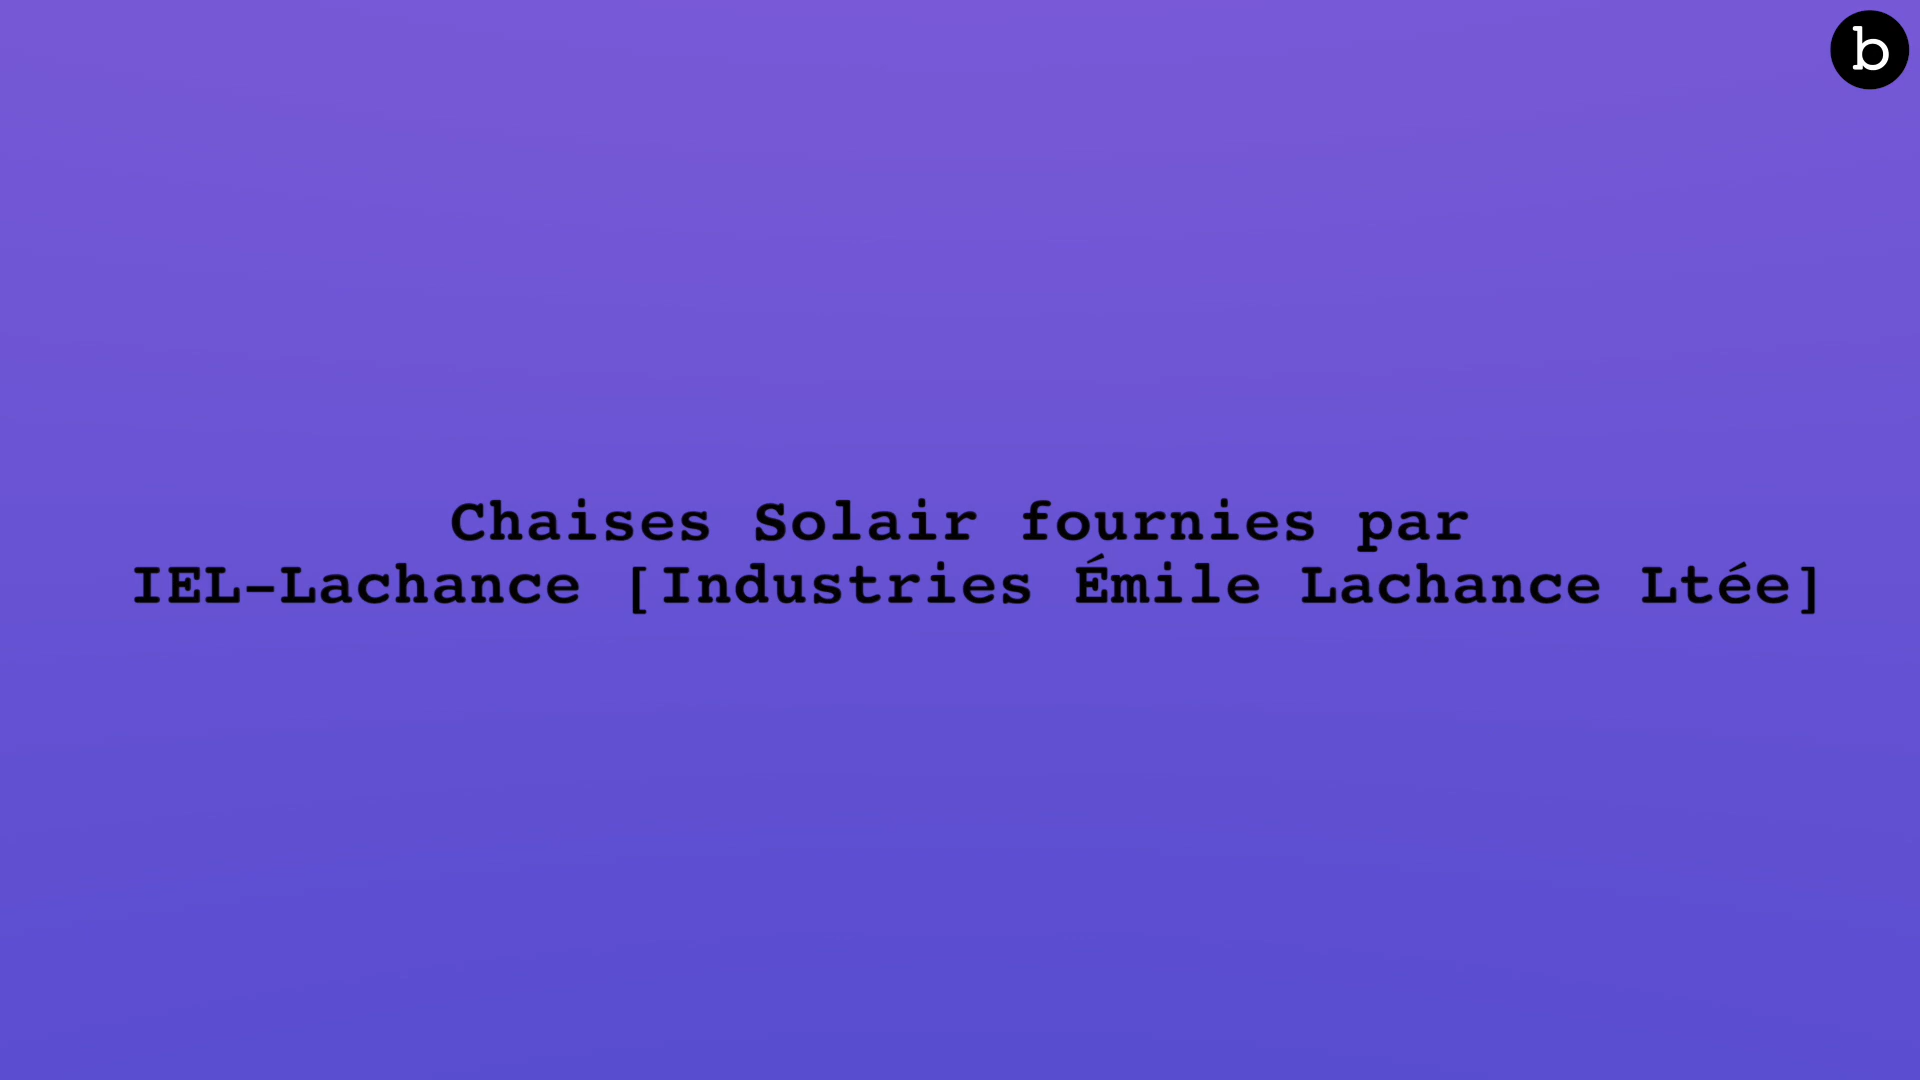 b
Chaises Solair fournies par
IEL-Lachance [Industries Émile Lachance Ltée]